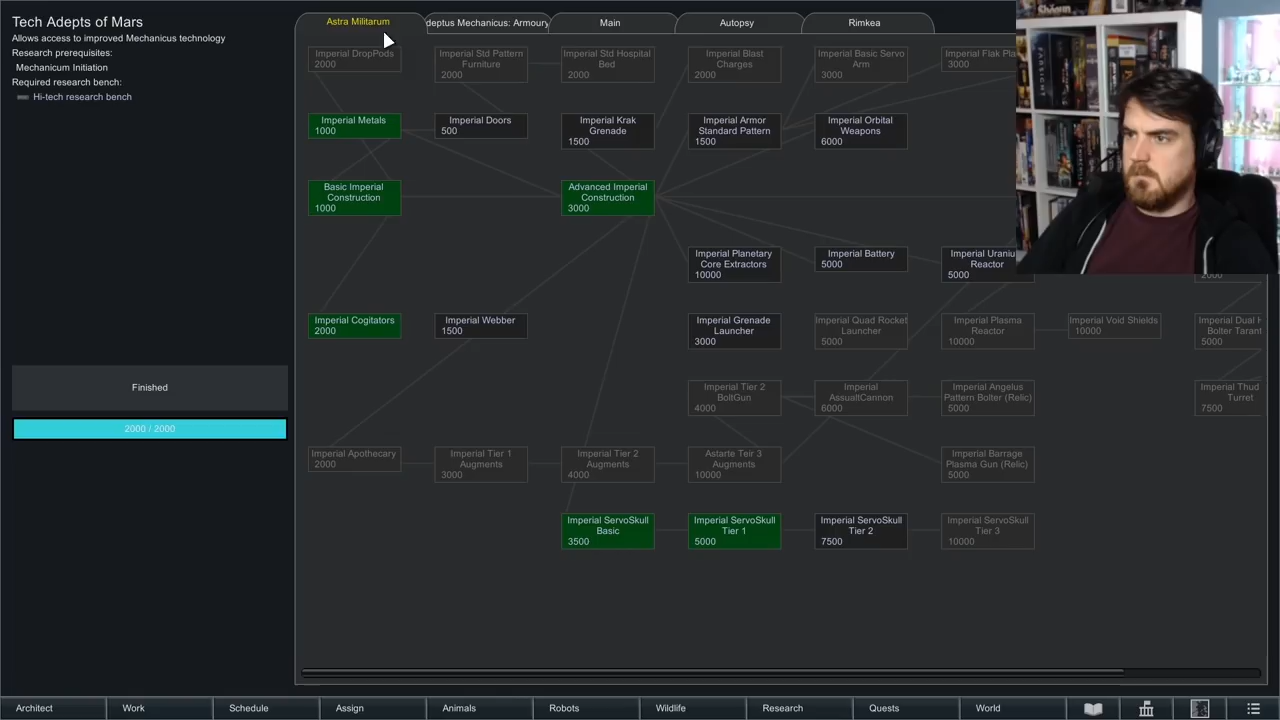 Tech Adepts of Mars
Allows access to improved Mechanicus technology
Research prerequisites:
Mechanicum Initiation
Required research bench:
Hi-tech research bench
Finished
2000 / 2000
Astra Militarum
deptus Mechanicus: Armoury
Main
Autopsy
Rimkea
Imperial DropPods
2000
Imperial Std Pattern
Furniture
2000
Imperial Std Hospital
Bed
2000
Imperial Blast
Charges
2000
Imperial Basic Servo
Arm
3000
Imperial Flak Pla
3000
Imperial Metals
1000
Imperial Doors
500
Imperial Krak
Grenade
1500
Imperial Armor
Standard Pattern
1500
Imperial Orbital
Weapons
6000
Basic Imperial
Construction
1000
Advanced Imperial
Construction
3000
Imperial Planetary
Core Extractors
10000
Imperial Battery
5000
Imperial Uraniu
Reactor
5000
2000
Imperial Cogitators
2000
Imperial Webber
1500
Imperial Grenade
Launcher
3000
Imperial Quad Rocket
Launcher
5000
Imperial Plasma
Reactor
10000
Imperial Void Shields
10000
Imperial Dual H
Bolter Tarant
5000
Imperial Tier 2
BoltGun
4000
Imperial
AssualtCannon
6000
Imperial Angelus
Pattern Bolter (Relic)
5000
Imperial Thud
Turret
7500
Imperial Apothecary
2000
Imperial Tier 1
Augments
3000
Imperial Tier 2
Augments
4000
Astarte Teir 3
Augments
10000
Imperial Barrage
Plasma Gun (Relic)
5000
Imperial ServoSkull
Basic
3500
Imperial ServoSkull
Tier 1
5000
Imperial ServoSkull
Tier 2
7500
Imperial ServoSkull
Tier 3
10000
Architect
Work
Schedule
Assign
Animals
Robots
Wildlife
Research
Quests
World